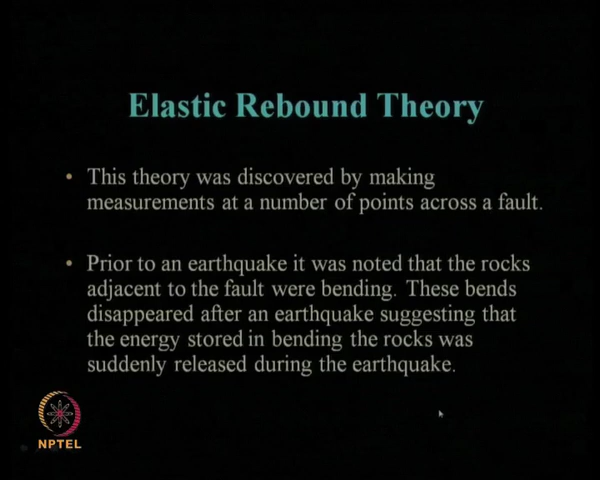 Elastic Rebound Theory
• This theory was discovered by making
measurements at a number of points across a fault.
• Prior to an earthquake it was noted that the rocks
adjacent to the fault were bending. These bends
disappeared after an earthquake suggesting that
the energy stored in bending the rocks was
suddenly released during the earthquake.
NPTEL